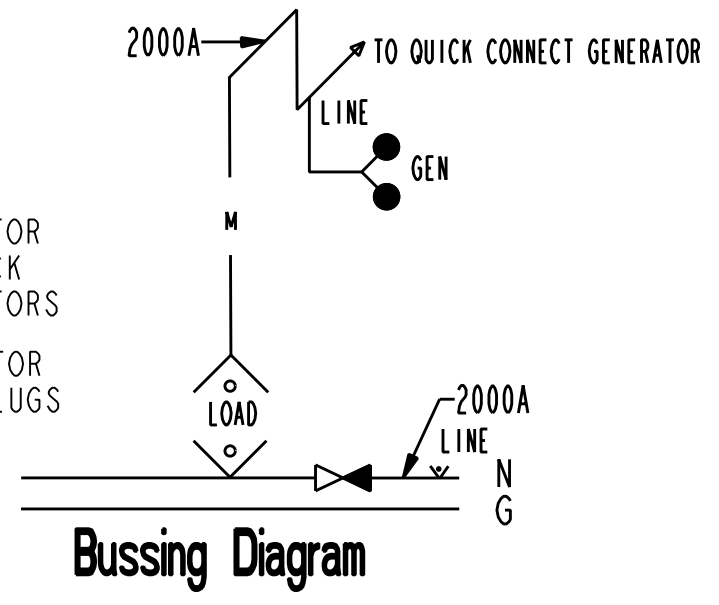 2000A
TO QUICK CONNECT GENERATOR
LINE
GEN
M
LOAD
2000A
LINE
N
G
Bussing Diagram